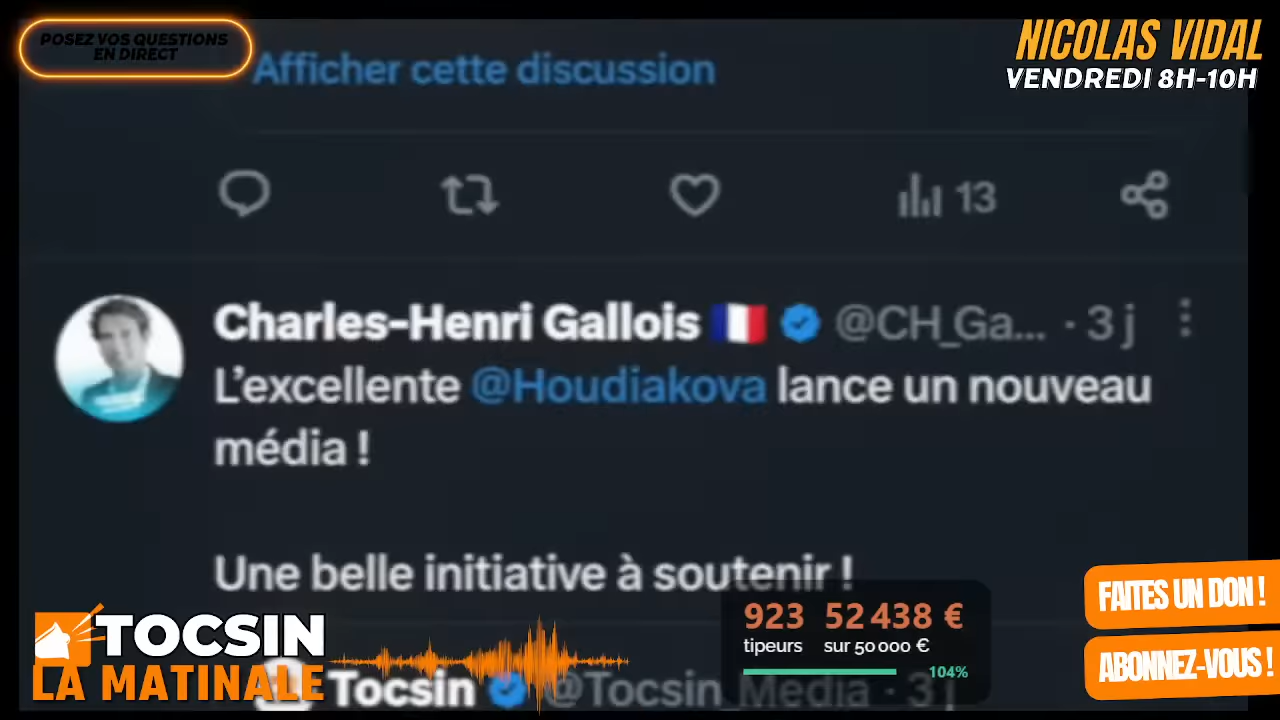 POSEZ VOS QUESTIONS
EN DIRECT
NICOLAS VIDAL
VENDREDI 8H-10H
Afficher cette discussion
13
Charles-Henri Gallois @CH_Ga... · 3 j
L'excellente @Houdiakova lance un nouveau
média !
Une belle initiative à soutenir !
923 52 438 €
tipeurs sur 50 000 €
104%
FAITES UN DON !
ABONNEZ-VOUS !
TOCSIN
LA MATINALE
Tocsin @Tocsin_Media · 3 j